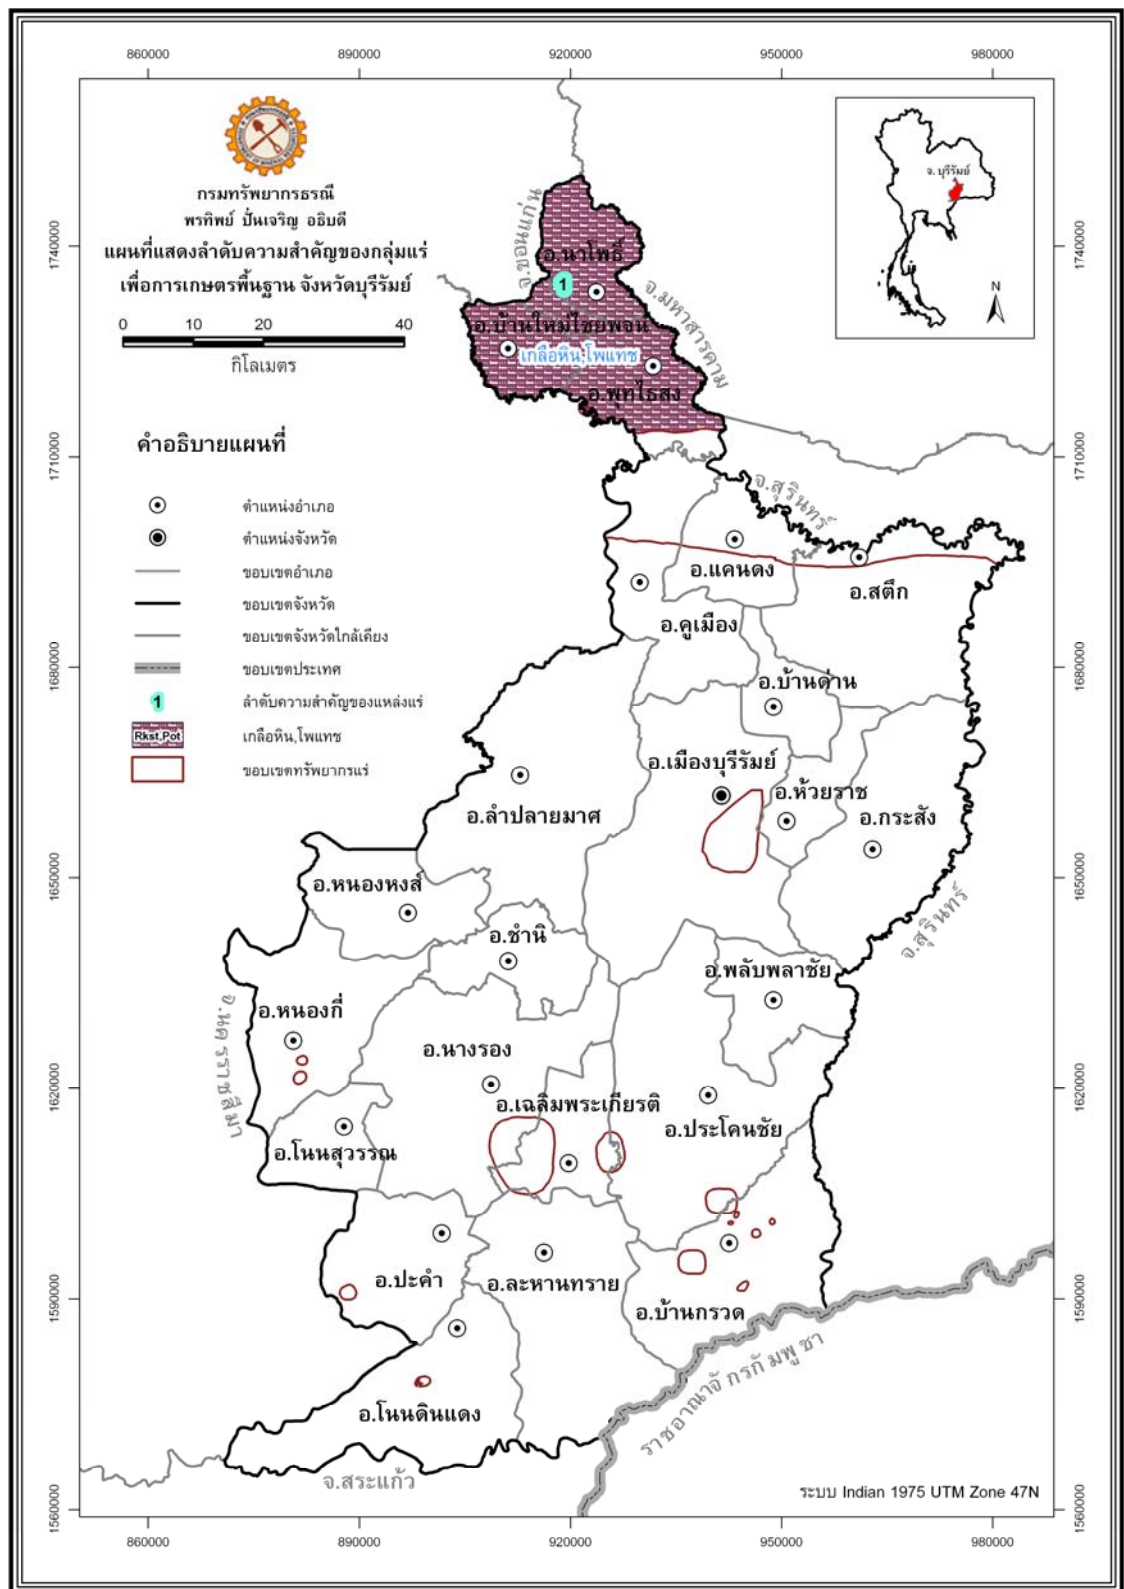 860000 890000 920000 950000 980000
กรมทรัพยากรธรณี
พรทิพย์ ปั่นเจริญ อธิบดี
แผนที่แสดงลำดับความสำคัญของกลุ่มแร่
เพื่อการเกษตรพื้นฐาน จังหวัดบุรีรัมย์
0 10 20 40
กิโลเมตร
จ. บุรีรัมย์
N
คำอธิบายแผนที่
ตำแหน่งอำเภอ
ตำแหน่งจังหวัด
ขอบเขตอำเภอ
ขอบเขตจังหวัด
ขอบเขตจังหวัดใกล้เคียง
ขอบเขตประเทศ
1 ลำดับความสำคัญของแหล่งแร่
Rkst,Pot เกลือหิน,โพแทช
ขอบเขตทรัพยากรแร่
จ.ขอนแก่น
อ.นาโพธิ์
1
จ.มหาสารคาม
อ.บ้านใหม่ไชยพจน์
เกลือหิน,โพแทช
อ.พุทไธสง
จ.สุรินทร์
อ.แคนดง
อ.สตึก
อ.คูเมือง
อ.บ้านด่าน
อ.เมืองบุรีรัมย์
อ.ห้วยราช
อ.กระสัง
อ.ลำปลายมาศ
อ.หนองหงส์
จ.สุรินทร์
อ.ชำนิ
อ.พลับพลาชัย
อ.หนองกี่
จ.นครราชสีมา
อ.นางรอง
อ.เฉลิมพระเกียรติ
อ.ประโคนชัย
อ.โนนสุวรรณ
อ.ปะคำ
อ.ละหานทราย
อ.บ้านกรวด
อ.โนนดินแดง
ราชอาณาจักรกัมพูชา
จ.สระแก้ว
ระบบ Indian 1975 UTM Zone 47N
1740000 1740000
1710000 1710000
1680000 1680000
1650000 1650000
1620000 1620000
1590000 1590000
1560000 1560000
860000 890000 920000 950000 980000